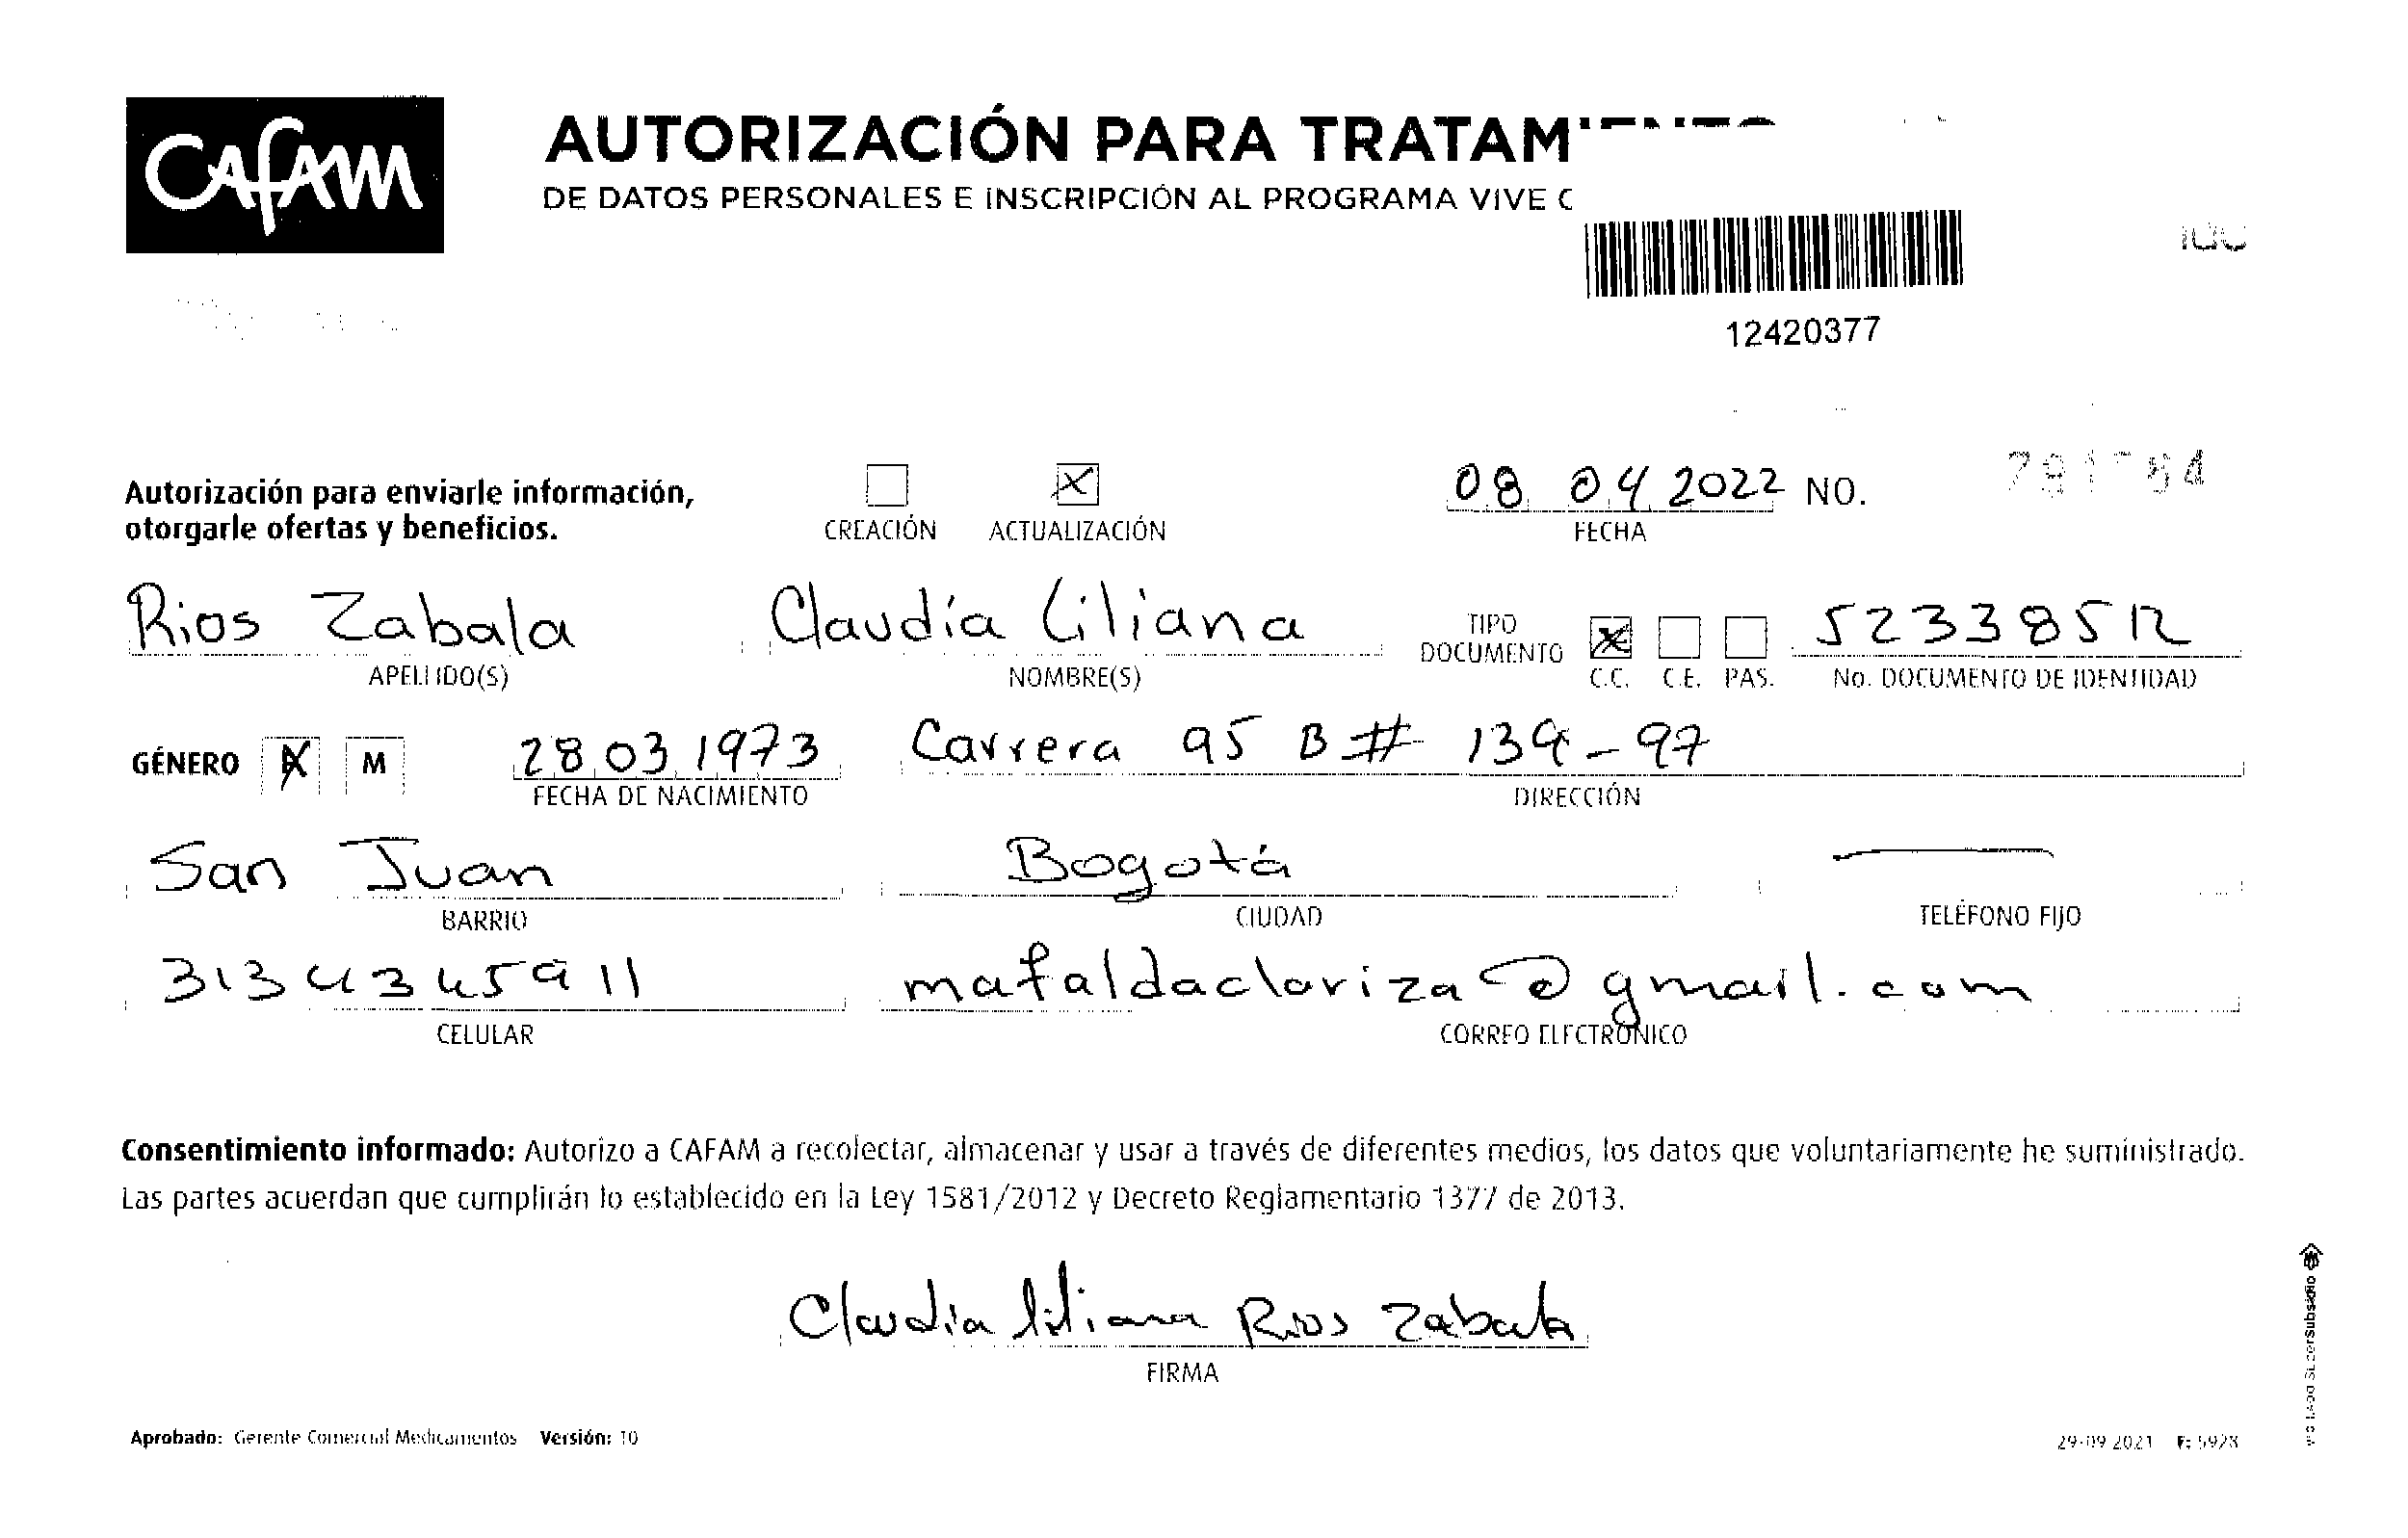 CAFAM
AUTORIZACIÓN PARA
DE DATOS PERSONALES E INSCRIPCIÓN AL PROGRAMA VIVE
12420377
Autorización para enviarle información,
otorgarle ofertas y beneficios.
CREACIÓN X ACTUALIZACIÓN
08 04 2022 NO.
FECHA
Rios Zabala Claudia Liliana TIPO DOCUMENTO X 52338512
APELLIDO(S) NOMBRE(S) C.C. C.E. PAS. No. DOCUMENTO DE IDENTIDAD
GÉNERO X M 28 03 1973 Carrera 95 B # 139-97
FECHA DE NACIMIENTO DIRECCIÓN
San Juan Bogotá
BARRIO CIUDAD TELÉFONO FIJO
3134345911 mafaldaclariza@gmail.com
CELULAR CORREO ELECTRÓNICO
Consentimiento informado: Autorizo a CAFAM a recolectar, almacenar y usar a través de diferentes medios, los datos que voluntariamente he suministrado.
Las partes acuerdan que cumplirán lo establecido en la Ley 1581/2012 y Decreto Reglamentario 1377 de 2013.
Claudia Liliana Rios Zabala
FIRMA
Aprobado: Gerente Comercial Medicamentos Versión: 10
29-09 2021 F: 5928